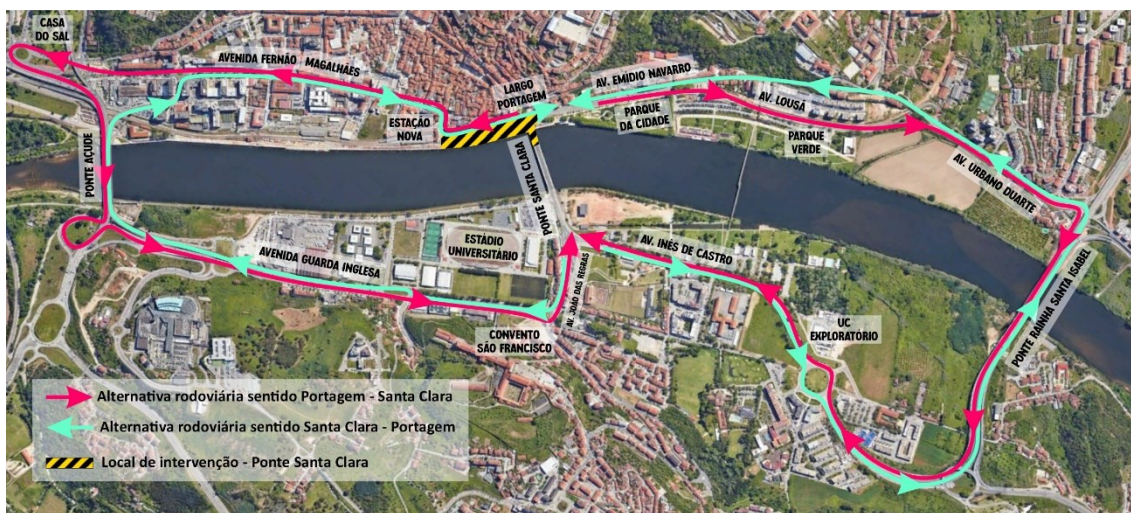 CASA
DO SAL
AVENIDA FERNÃO MAGALHÃES
LARGO
PORTAGEM
AV. EMÍDIO NAVARRO
AV. LOUSÃ
ESTAÇÃO
NOVA
PARQUE
DA CIDADE
PARQUE
VERDE
PONTE AÇUDE
PONTE SANTA CLARA
AV. URBANO DUARTE
ESTÁDIO
UNIVERSITÁRIO
AVENIDA GUARDA INGLESA
AV. INÊS DE CASTRO
AV. JOÃO DAS REGRAS
PONTE RAINHA SANTA ISABEL
CONVENTO
SÃO FRANCISCO
UC
EXPLORATÓRIO
Alternativa rodoviária sentido Portagem - Santa Clara
Alternativa rodoviária sentido Santa Clara - Portagem
Local de intervenção - Ponte Santa Clara